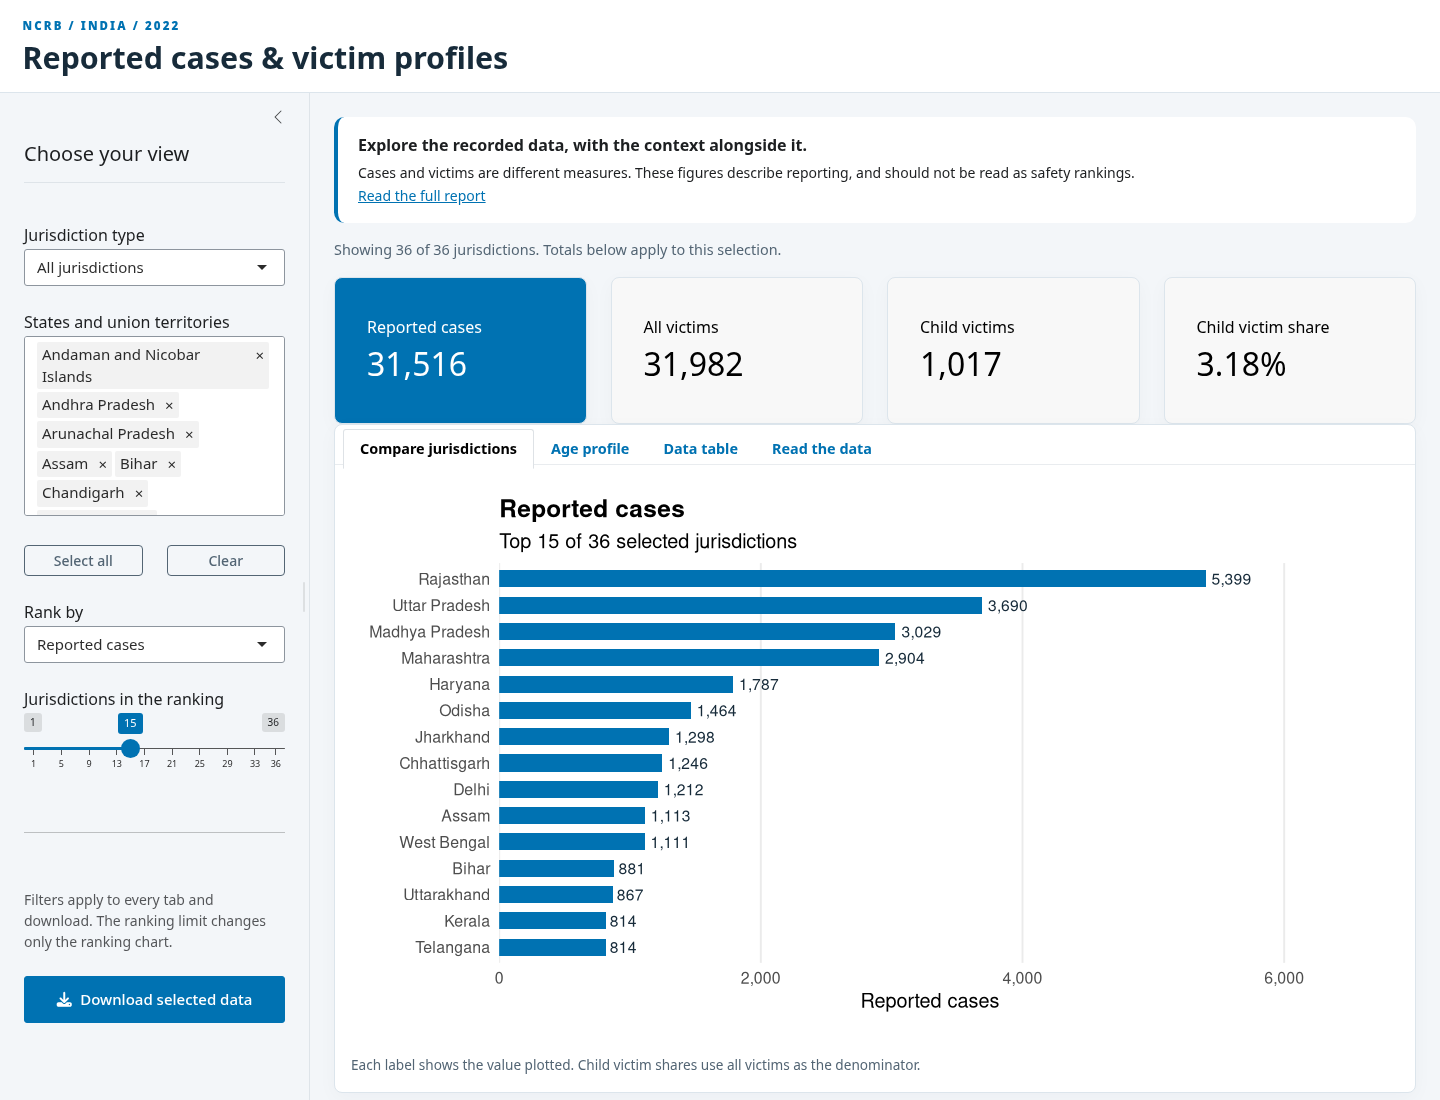 NCRB / INDIA / 2022
Reported cases & victim profiles
Choose your view
Jurisdiction type
All jurisdictions
States and union territories
Andaman and Nicobar ×
Islands
Andhra Pradesh ×
Arunachal Pradesh ×
Assam × Bihar ×
Chandigarh ×
Select all Clear
Rank by
Reported cases
Jurisdictions in the ranking
1 15 36
1 5 9 13 17 21 25 29 33 36
Filters apply to every tab and
download. The ranking limit changes
only the ranking chart.
Download selected data
Explore the recorded data, with the context alongside it.
Cases and victims are different measures. These figures describe reporting, and should not be read as safety rankings.
Read the full report
Showing 36 of 36 jurisdictions. Totals below apply to this selection.
Reported cases
31,516
All victims
31,982
Child victims
1,017
Child victim share
3.18%
Compare jurisdictions Age profile Data table Read the data
Reported cases
Top 15 of 36 selected jurisdictions
Rajasthan 5,399
Uttar Pradesh 3,690
Madhya Pradesh 3,029
Maharashtra 2,904
Haryana 1,787
Odisha 1,464
Jharkhand 1,298
Chhattisgarh 1,246
Delhi 1,212
Assam 1,113
West Bengal 1,111
Bihar 881
Uttarakhand 867
Kerala 814
Telangana 814
0 2,000 4,000 6,000
Reported cases
Each label shows the value plotted. Child victim shares use all victims as the denominator.